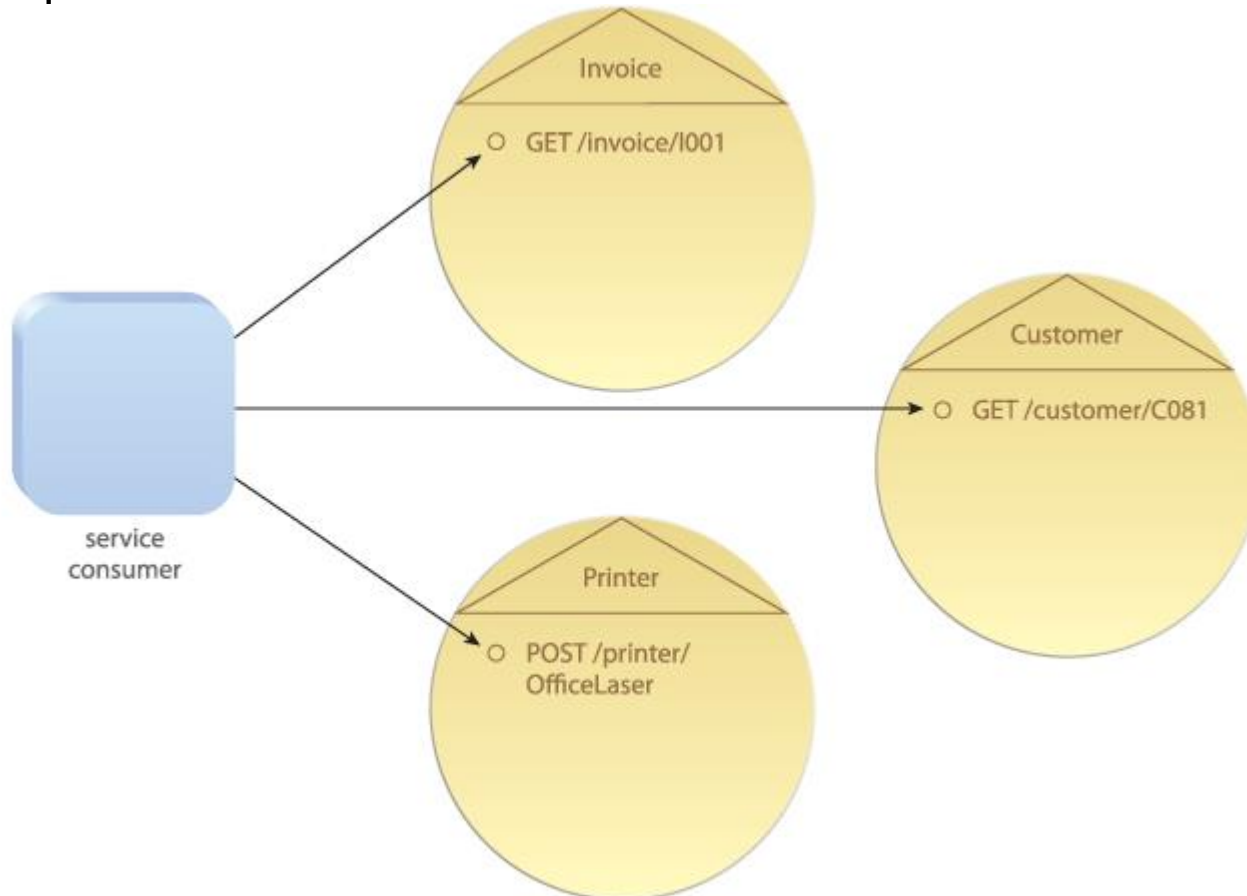 Invoice
GET /invoice/I001
Customer
GET /customer/C081
service
consumer
Printer
POST /printer/
OfficeLaser